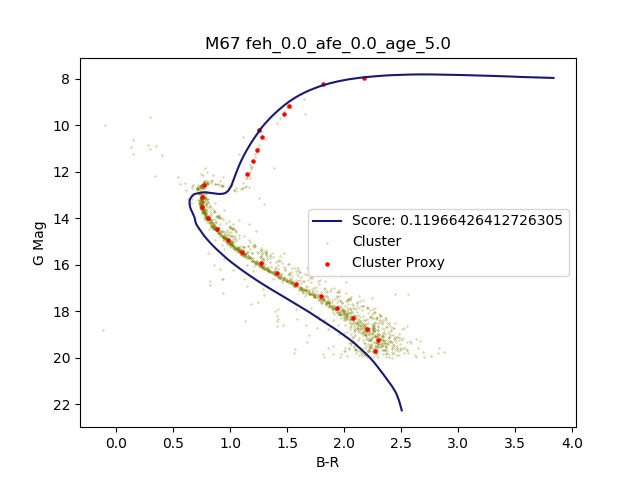 M67 feh_0.0_afe_0.0_age_5.0
8
10
12
14
16
18
20
22
G Mag
Score: 0.11966426412726305
Cluster
Cluster Proxy
0.0 0.5 1.0 1.5 2.0 2.5 3.0 3.5 4.0
B-R